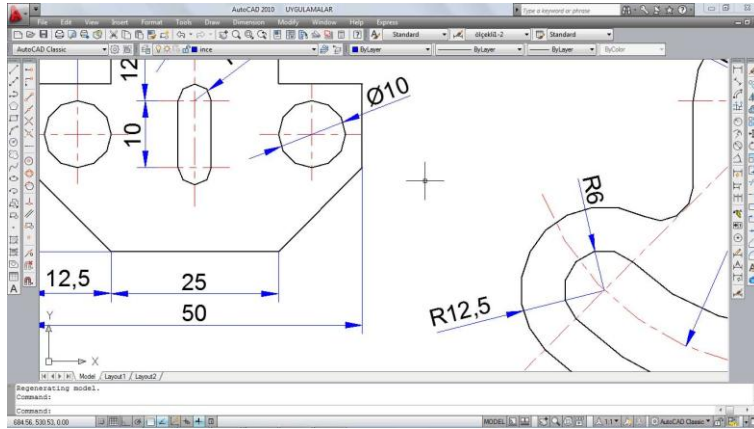 AutoCAD 2010 UYGULAMALAR
Type a keyword or phrase
File Edit View Insert Format Tools Draw Dimension Modify Window Help Express
Standard
ölçekli1-2
Standard
AutoCAD Classic
ince
ByLayer
ByLayer
ByLayer
ByColor
12
10
Ø10
12,5
25
50
R6
R12,5
Y
X
Model Layout1 Layout2
Regenerating model.
Command:
Command:
684.56, 530.53, 0.00
MODEL
1:1
AutoCAD Classic